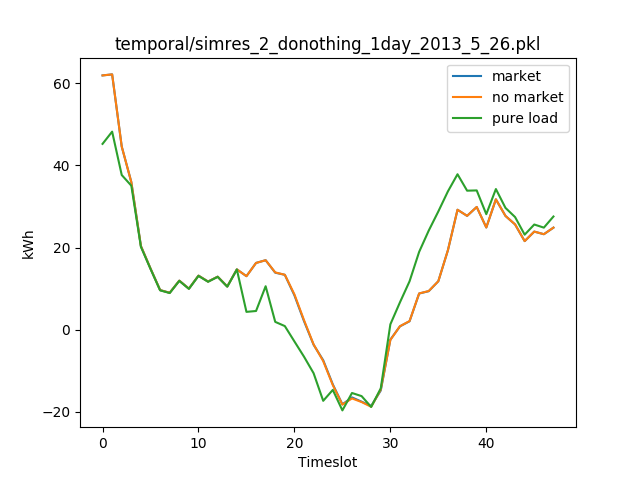 temporal/simres_2_donothing_1day_2013_5_26.pkl
market
no market
pure load
kWh
60
40
20
0
−20
0
10
20
30
40
Timeslot